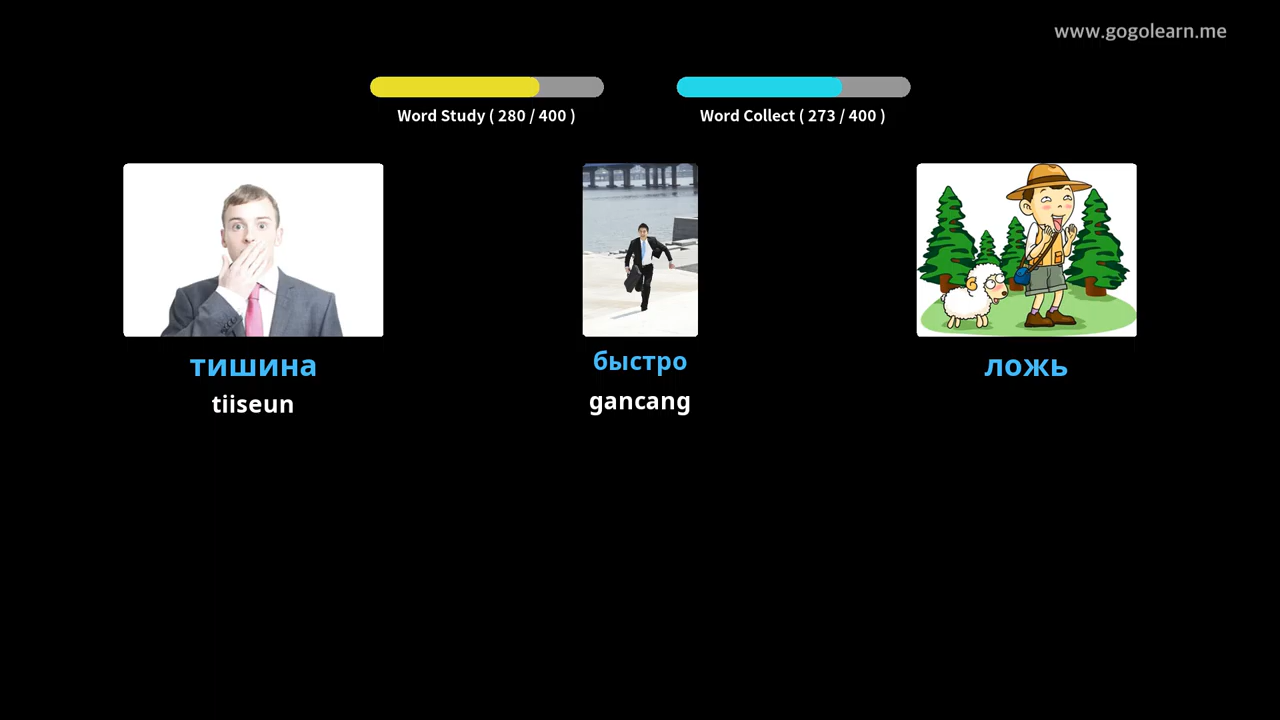 www.gogolearn.me
Word Study ( 280 / 400 )
Word Collect ( 273 / 400 )
тишина
tiiseun
быстро
gancang
ложь